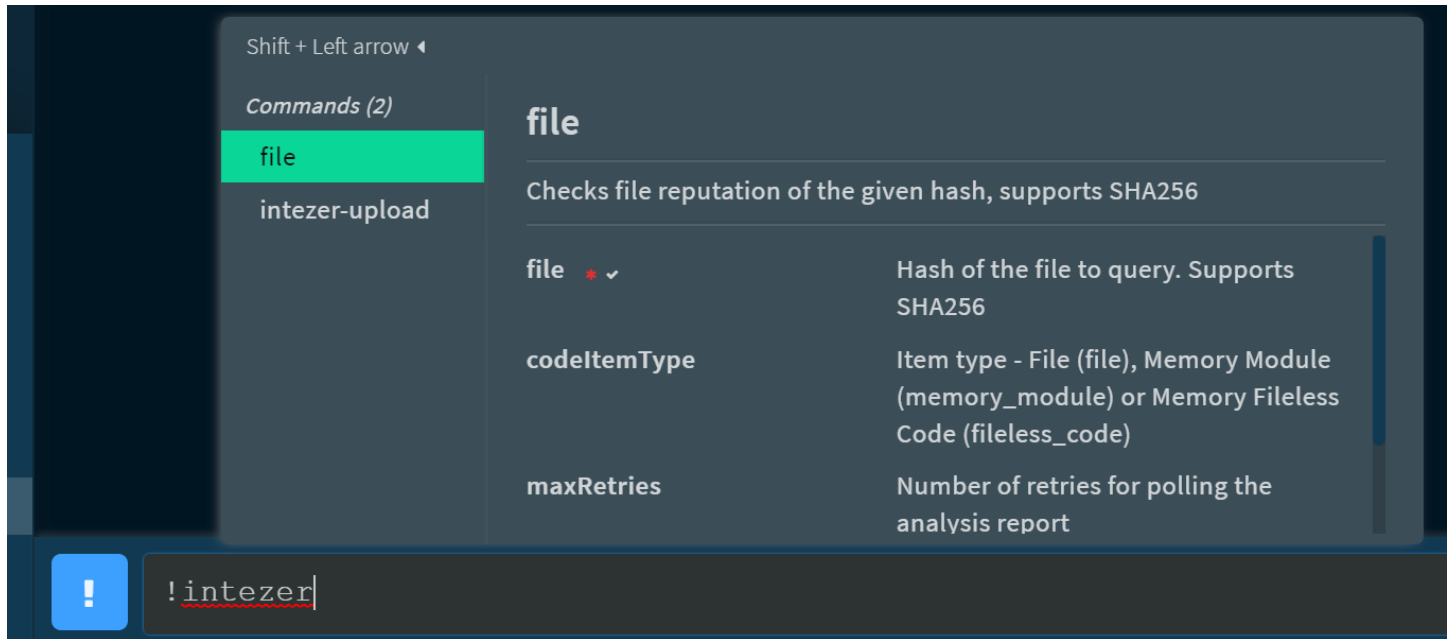 Shift + Left arrow
Commands (2)
file
intezer-upload
file
Checks file reputation of the given hash, supports SHA256
file *
Hash of the file to query. Supports
SHA256
codeItemType
Item type - File (file), Memory Module
(memory_module) or Memory Fileless
Code (fileless_code)
maxRetries
Number of retries for polling the
analysis report
!
!intezer